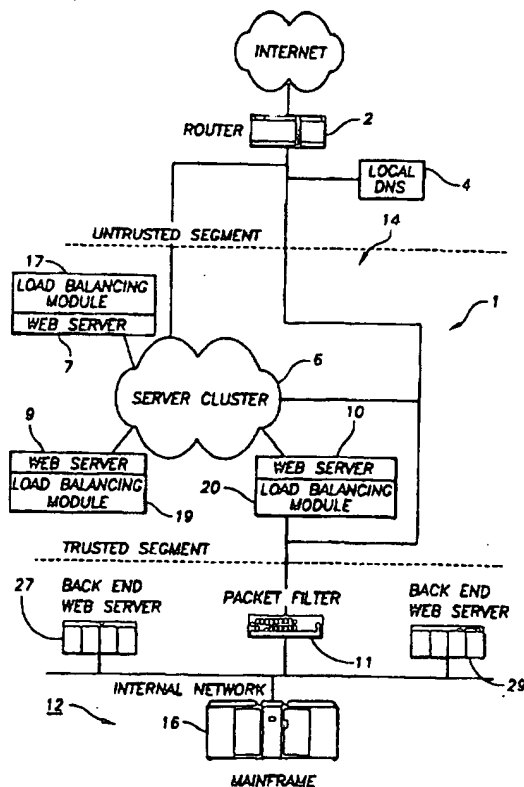 INTERNET
ROUTER
2
LOCAL
DNS
4
UNTRUSTED SEGMENT
14
17
LOAD BALANCING
MODULE
WEB SERVER
7
1
6
SERVER CLUSTER
9
10
WEB SERVER
LOAD BALANCING
MODULE
19
WEB SERVER
20
LOAD BALANCING
MODULE
TRUSTED SEGMENT
BACK END
WEB SERVER
27
PACKET FILTER
11
BACK END
WEB SERVER
29
INTERNAL NETWORK
12
16
MAINFRAME